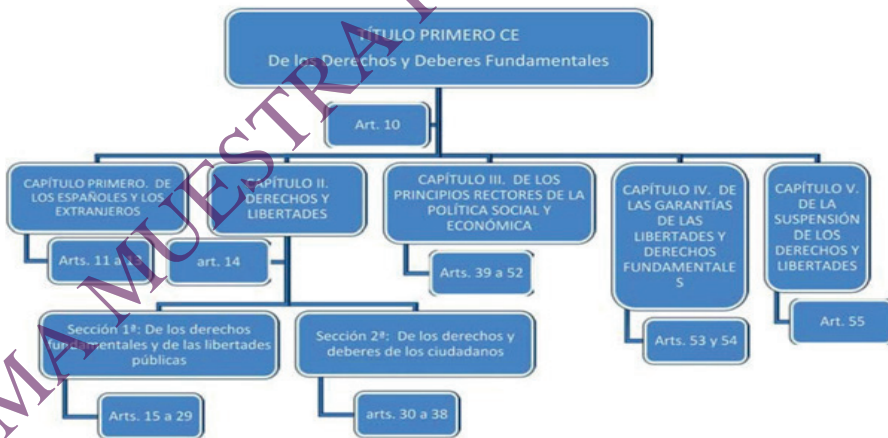 TÍTULO PRIMERO CE
De los Derechos y Deberes Fundamentales
Art. 10
CAPÍTULO PRIMERO. DE
LOS ESPAÑOLES Y LOS
EXTRANJEROS
Arts. 11 a 13
CAPÍTULO II.
DERECHOS Y
LIBERTADES
art. 14
CAPÍTULO III. DE LOS
PRINCIPIOS RECTORES DE LA
POLÍTICA SOCIAL Y
ECONÓMICA
Arts. 39 a 52
CAPÍTULO IV. DE
LAS GARANTÍAS
DE LAS
LIBERTADES Y
DERECHOS
FUNDAMENTALE
S
Arts. 53 y 54
CAPÍTULO V.
DE LA
SUSPENSIÓN
DE LOS
DERECHOS Y
LIBERTADES
Art. 55
Sección 1ª: De los derechos
fundamentales y de las libertades
públicas
Arts. 15 a 29
Sección 2ª: De los derechos y
deberes de los ciudadanos
arts. 30 a 38
MA MUESTRA